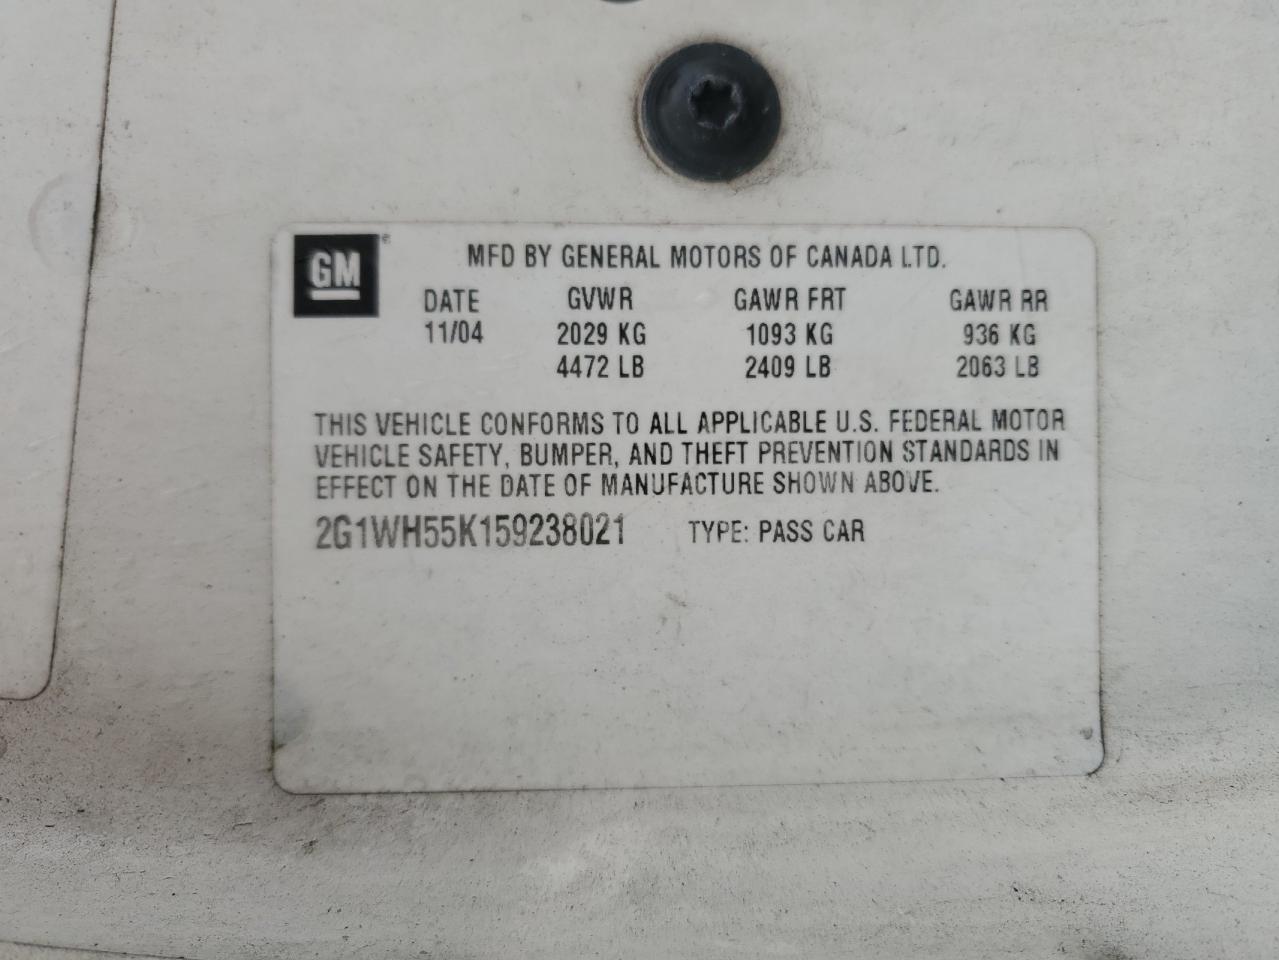 GM®
MFD BY GENERAL MOTORS OF CANADA LTD.
DATE GVWR GAWR FRT GAWR RR
11/04 2029 KG 1093 KG 936 KG
4472 LB 2409 LB 2063 LB
THIS VEHICLE CONFORMS TO ALL APPLICABLE U.S. FEDERAL MOTOR
VEHICLE SAFETY, BUMPER, AND THEFT PREVENTION STANDARDS IN
EFFECT ON THE DATE OF MANUFACTURE SHOWN ABOVE.
2G1WH55K159238021 TYPE: PASS CAR